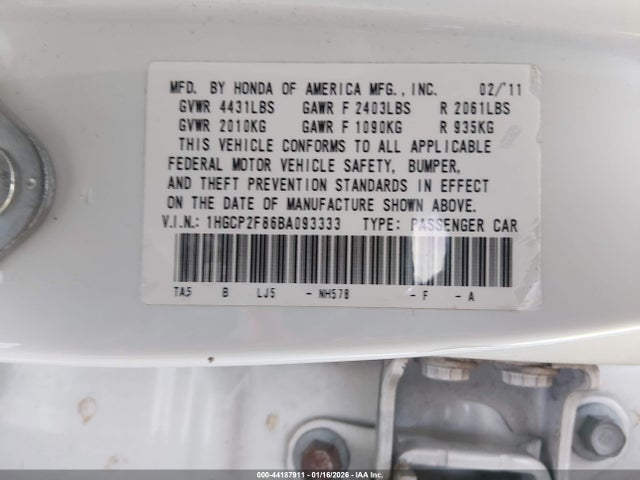 MFD. BY HONDA OF AMERICA MFG., INC. 02/'11
GVWR 4431LBS GAWR F 2403LBS R 2061LBS
GVWR 2010KG GAWR F 1090KG R 935KG
THIS VEHICLE CONFORMS TO ALL APPLICABLE
FEDERAL MOTOR VEHICLE SAFETY, BUMPER,
AND THEFT PREVENTION STANDARDS IN EFFECT
ON THE DATE OF MANUFACTURE SHOWN ABOVE.
V.I.N.: 1HGCP2F86BA093333 TYPE: PASSENGER CAR
TA5 B LJ5 - NH578 - F - A
000-44187911 - 01/16/2026 - IAA Inc.